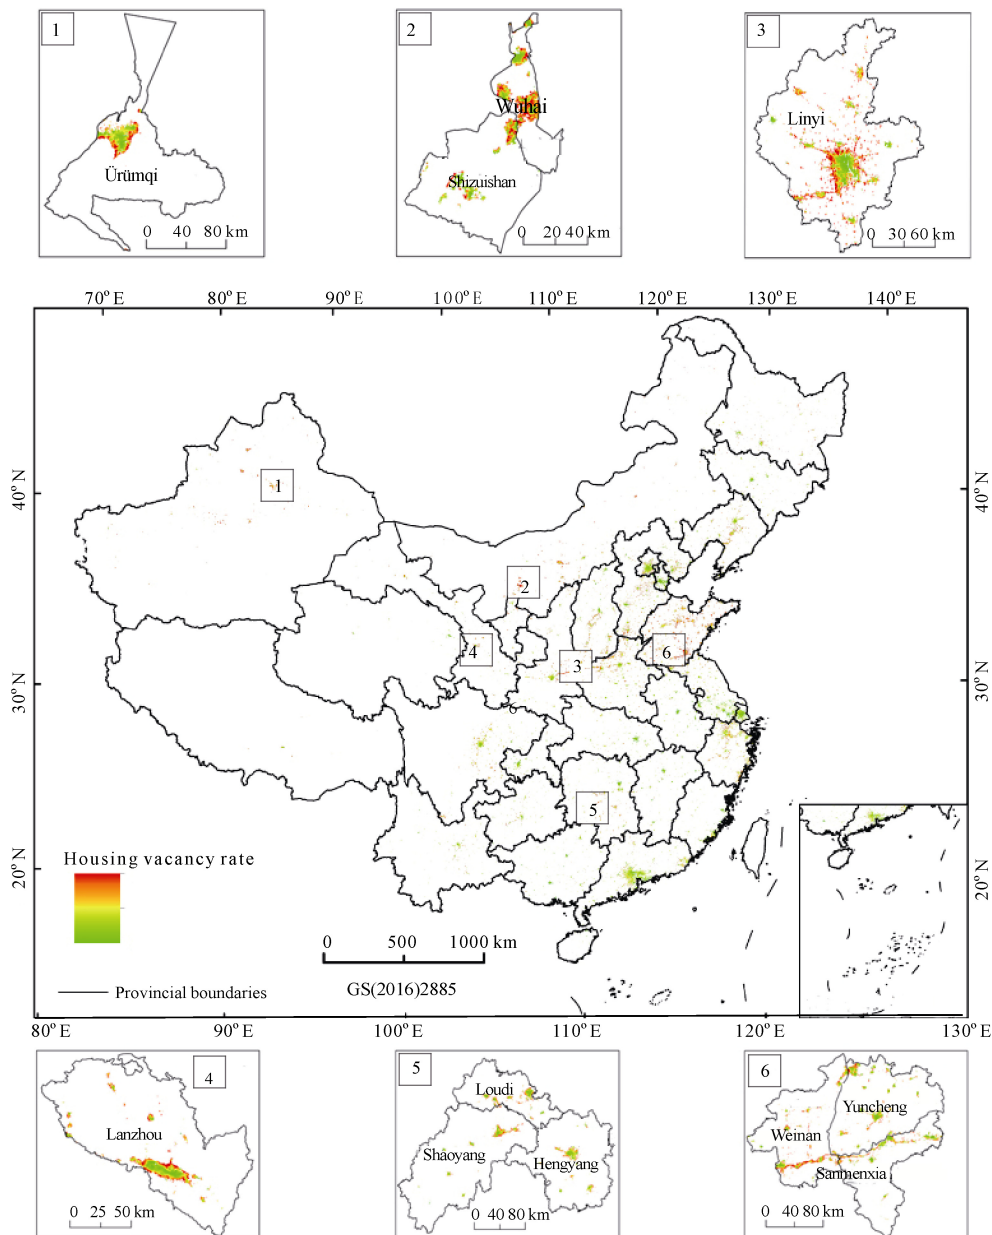 1
Ürümqi
0 40 80 km
2
Wuhai
Shizuishan
0 20 40 km
3
Linyi
0 30 60 km
70° E 80° E 90° E 100° E 110° E 120° E 130° E 140° E
40° N
30° N
20° N
40° N
30° N
20° N
1
2
4
3
6
5
Housing vacancy rate
0 500 1000 km
GS(2016)2885
Provincial boundaries
80° E 90° E 100° E 110° E 120° E 130° E
4
Lanzhou
0 25 50 km
5
Loudi
Shaoyang
Hengyang
0 40 80 km
6
Yuncheng
Weinan
Sanmenxia
0 40 80 km